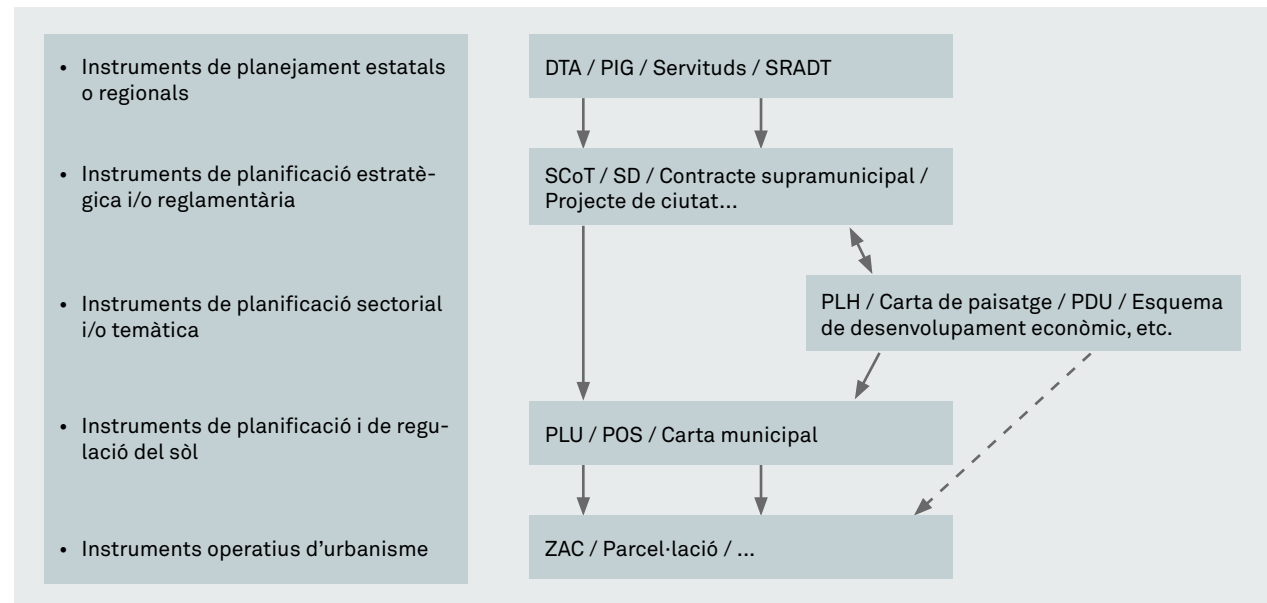 • Instruments de planejament estatals
o regionals
• Instruments de planificació estratè-
gica i/o reglamentària
• Instruments de planificació sectorial
i/o temàtica
• Instruments de planificació i de regu-
lació del sòl
• Instruments operatius d’urbanisme
DTA / PIG / Servituds / SRADT
SCoT / SD / Contracte supramunicipal /
Projecte de ciutat...
PLH / Carta de paisatge / PDU / Esquema
de desenvolupament econòmic, etc.
PLU / POS / Carta municipal
ZAC / Parcel·lació / ...